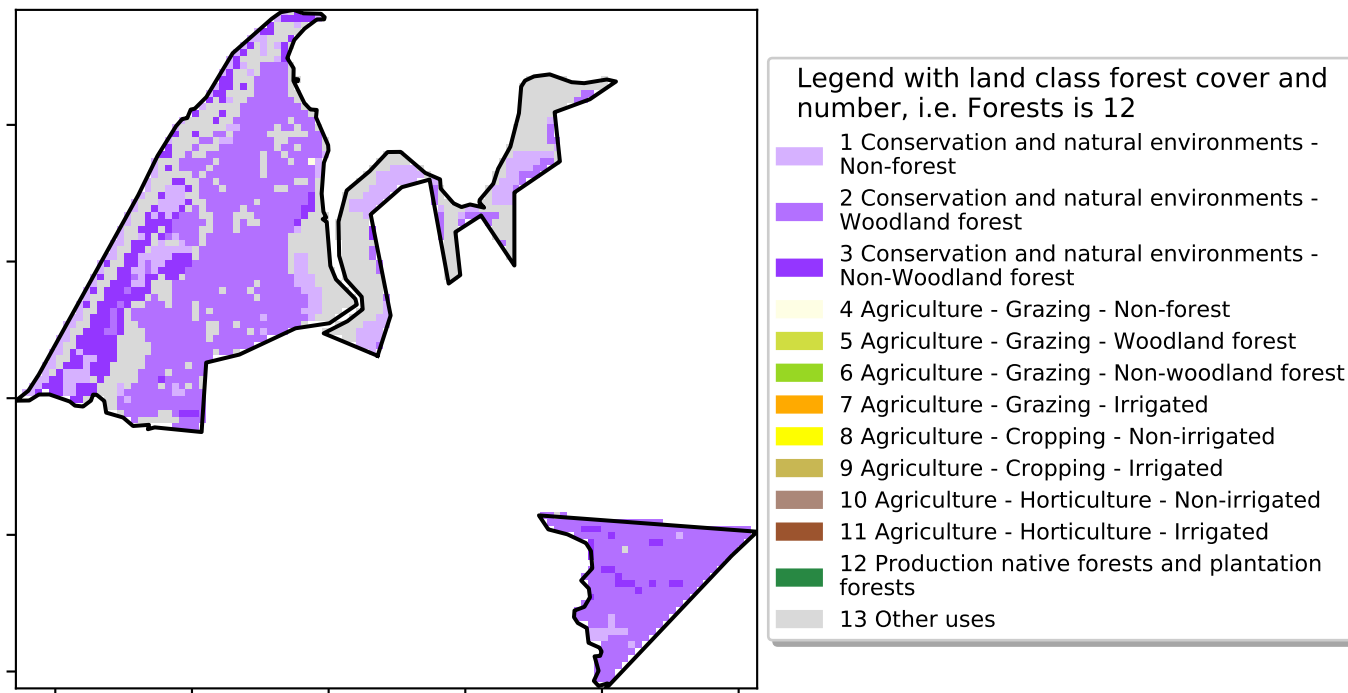 Legend with land class forest cover and
number, i.e. Forests is 12
1 Conservation and natural environments -
Non-forest
2 Conservation and natural environments -
Woodland forest
3 Conservation and natural environments -
Non-Woodland forest
4 Agriculture - Grazing - Non-forest
5 Agriculture - Grazing - Woodland forest
6 Agriculture - Grazing - Non-woodland forest
7 Agriculture - Grazing - Irrigated
8 Agriculture - Cropping - Non-irrigated
9 Agriculture - Cropping - Irrigated
10 Agriculture - Horticulture - Non-irrigated
11 Agriculture - Horticulture - Irrigated
12 Production native forests and plantation
forests
13 Other uses